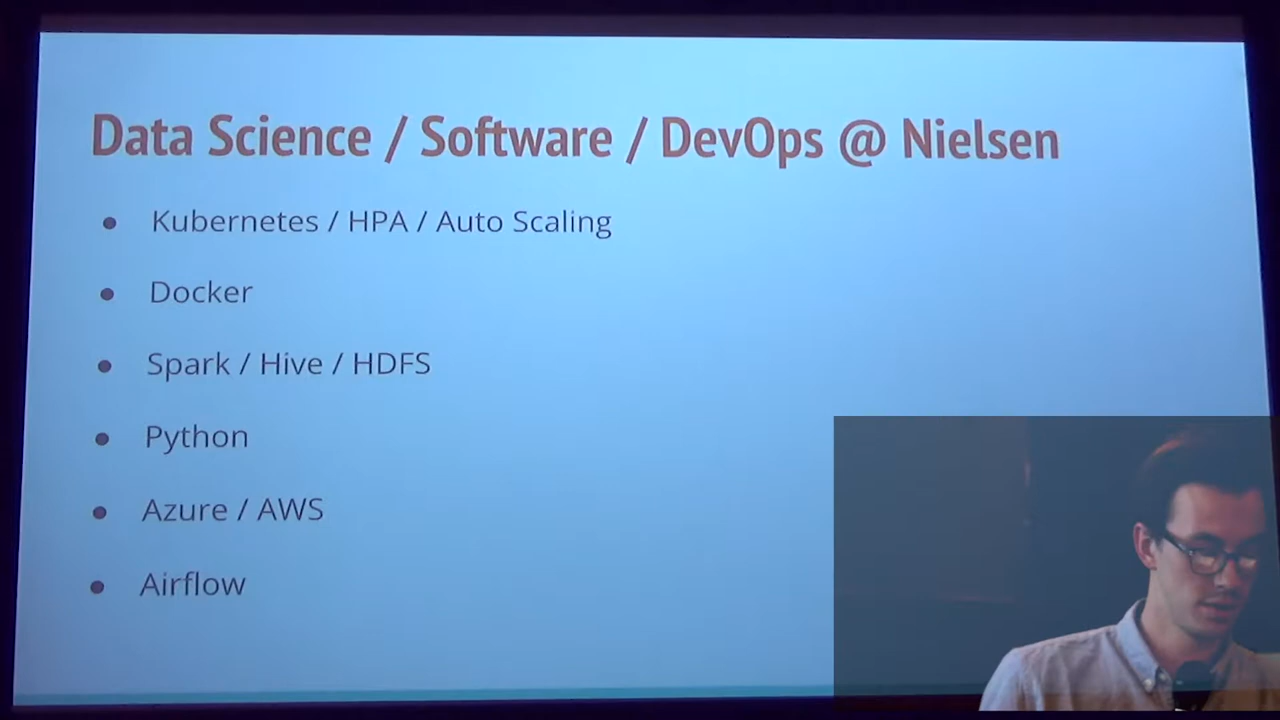 Data Science / Software / DevOps @ Nielsen
● Kubernetes / HPA / Auto Scaling
● Docker
● Spark / Hive / HDFS
● Python
● Azure / AWS
● Airflow